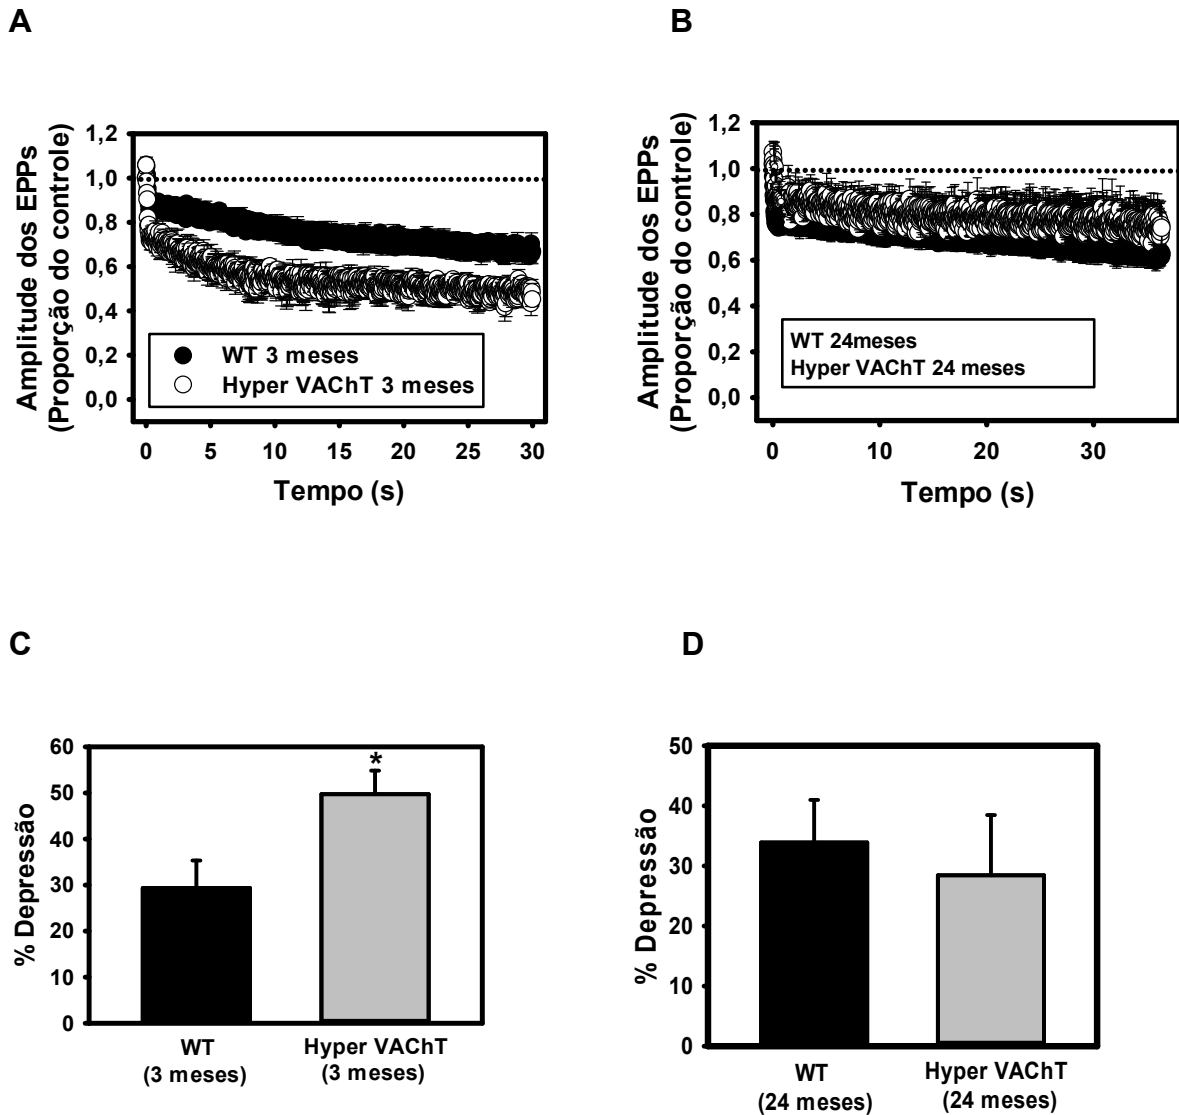 A
B
Amplitude dos EPPs
(Proporção do controle)
1,2
1,0
0,8
0,6
0,4
0,2
0,0
WT 3 meses
Hyper VAChT 3 meses
0 5 10 15 20 25 30
Tempo (s)
Amplitude dos EPPs
(Proporção do controle)
1,2
1,0
0,8
0,6
0,4
0,2
0,0
WT 24meses
Hyper VAChT 24 meses
0 10 20 30
Tempo (s)
C
D
% Depressão
60
50
40
30
20
10
0
*
WT
(3 meses)
Hyper VAChT
(3 meses)
% Depressão
50
40
30
20
10
0
WT
(24 meses)
Hyper VAChT
(24 meses)